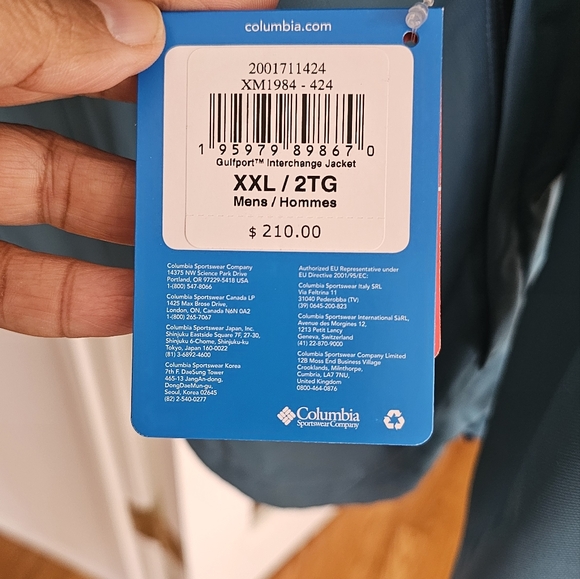 columbia.com
2001711424
XM1984 - 424
1 95979 89867 0
Gulfport™ Interchange Jacket
XXL / 2TG
Mens / Hommes
$ 210.00
Columbia Sportswear Company
14375 NW Science Park Drive
Portland, OR 97229-5418 USA
1-(800) 547-8066
Columbia Sportswear Canada LP
1425 Max Brose Drive,
London, ON, Canada N6N 0A2
1-(800) 265-7067
Columbia Sportswear Japan, Inc.
Shinjuku Eastside Square 7F, 27-30,
Shinjuku 6-Chome, Shinjuku-ku
Tokyo, Japan 160-0022
(81) 3-6892-4600
Columbia Sportswear Korea
7th F. DaeSung Tower
465-13 JangAn-dong,
DongDaeMun-gu,
Seoul, Korea 02645
(82) 2-540-0277
Authorized EU Representative under
EU Directive 2001/95/EC:
Columbia Sportswear Italy SRL
Via Feltrina 11
31040 Pederobba (TV)
(39) 0645-200-823
Columbia Sportswear International SàRL,
Avenue des Morgines 12,
1213 Petit Lancy
Geneva, Switzerland
(41) 22-870-9000
Columbia Sportswear Company Limited
12B Moss End Business Village
Crooklands, Milnthorpe,
Cumbria, LA7 7NU,
United Kingdom
0800-464-0876
Columbia
Sportswear Company